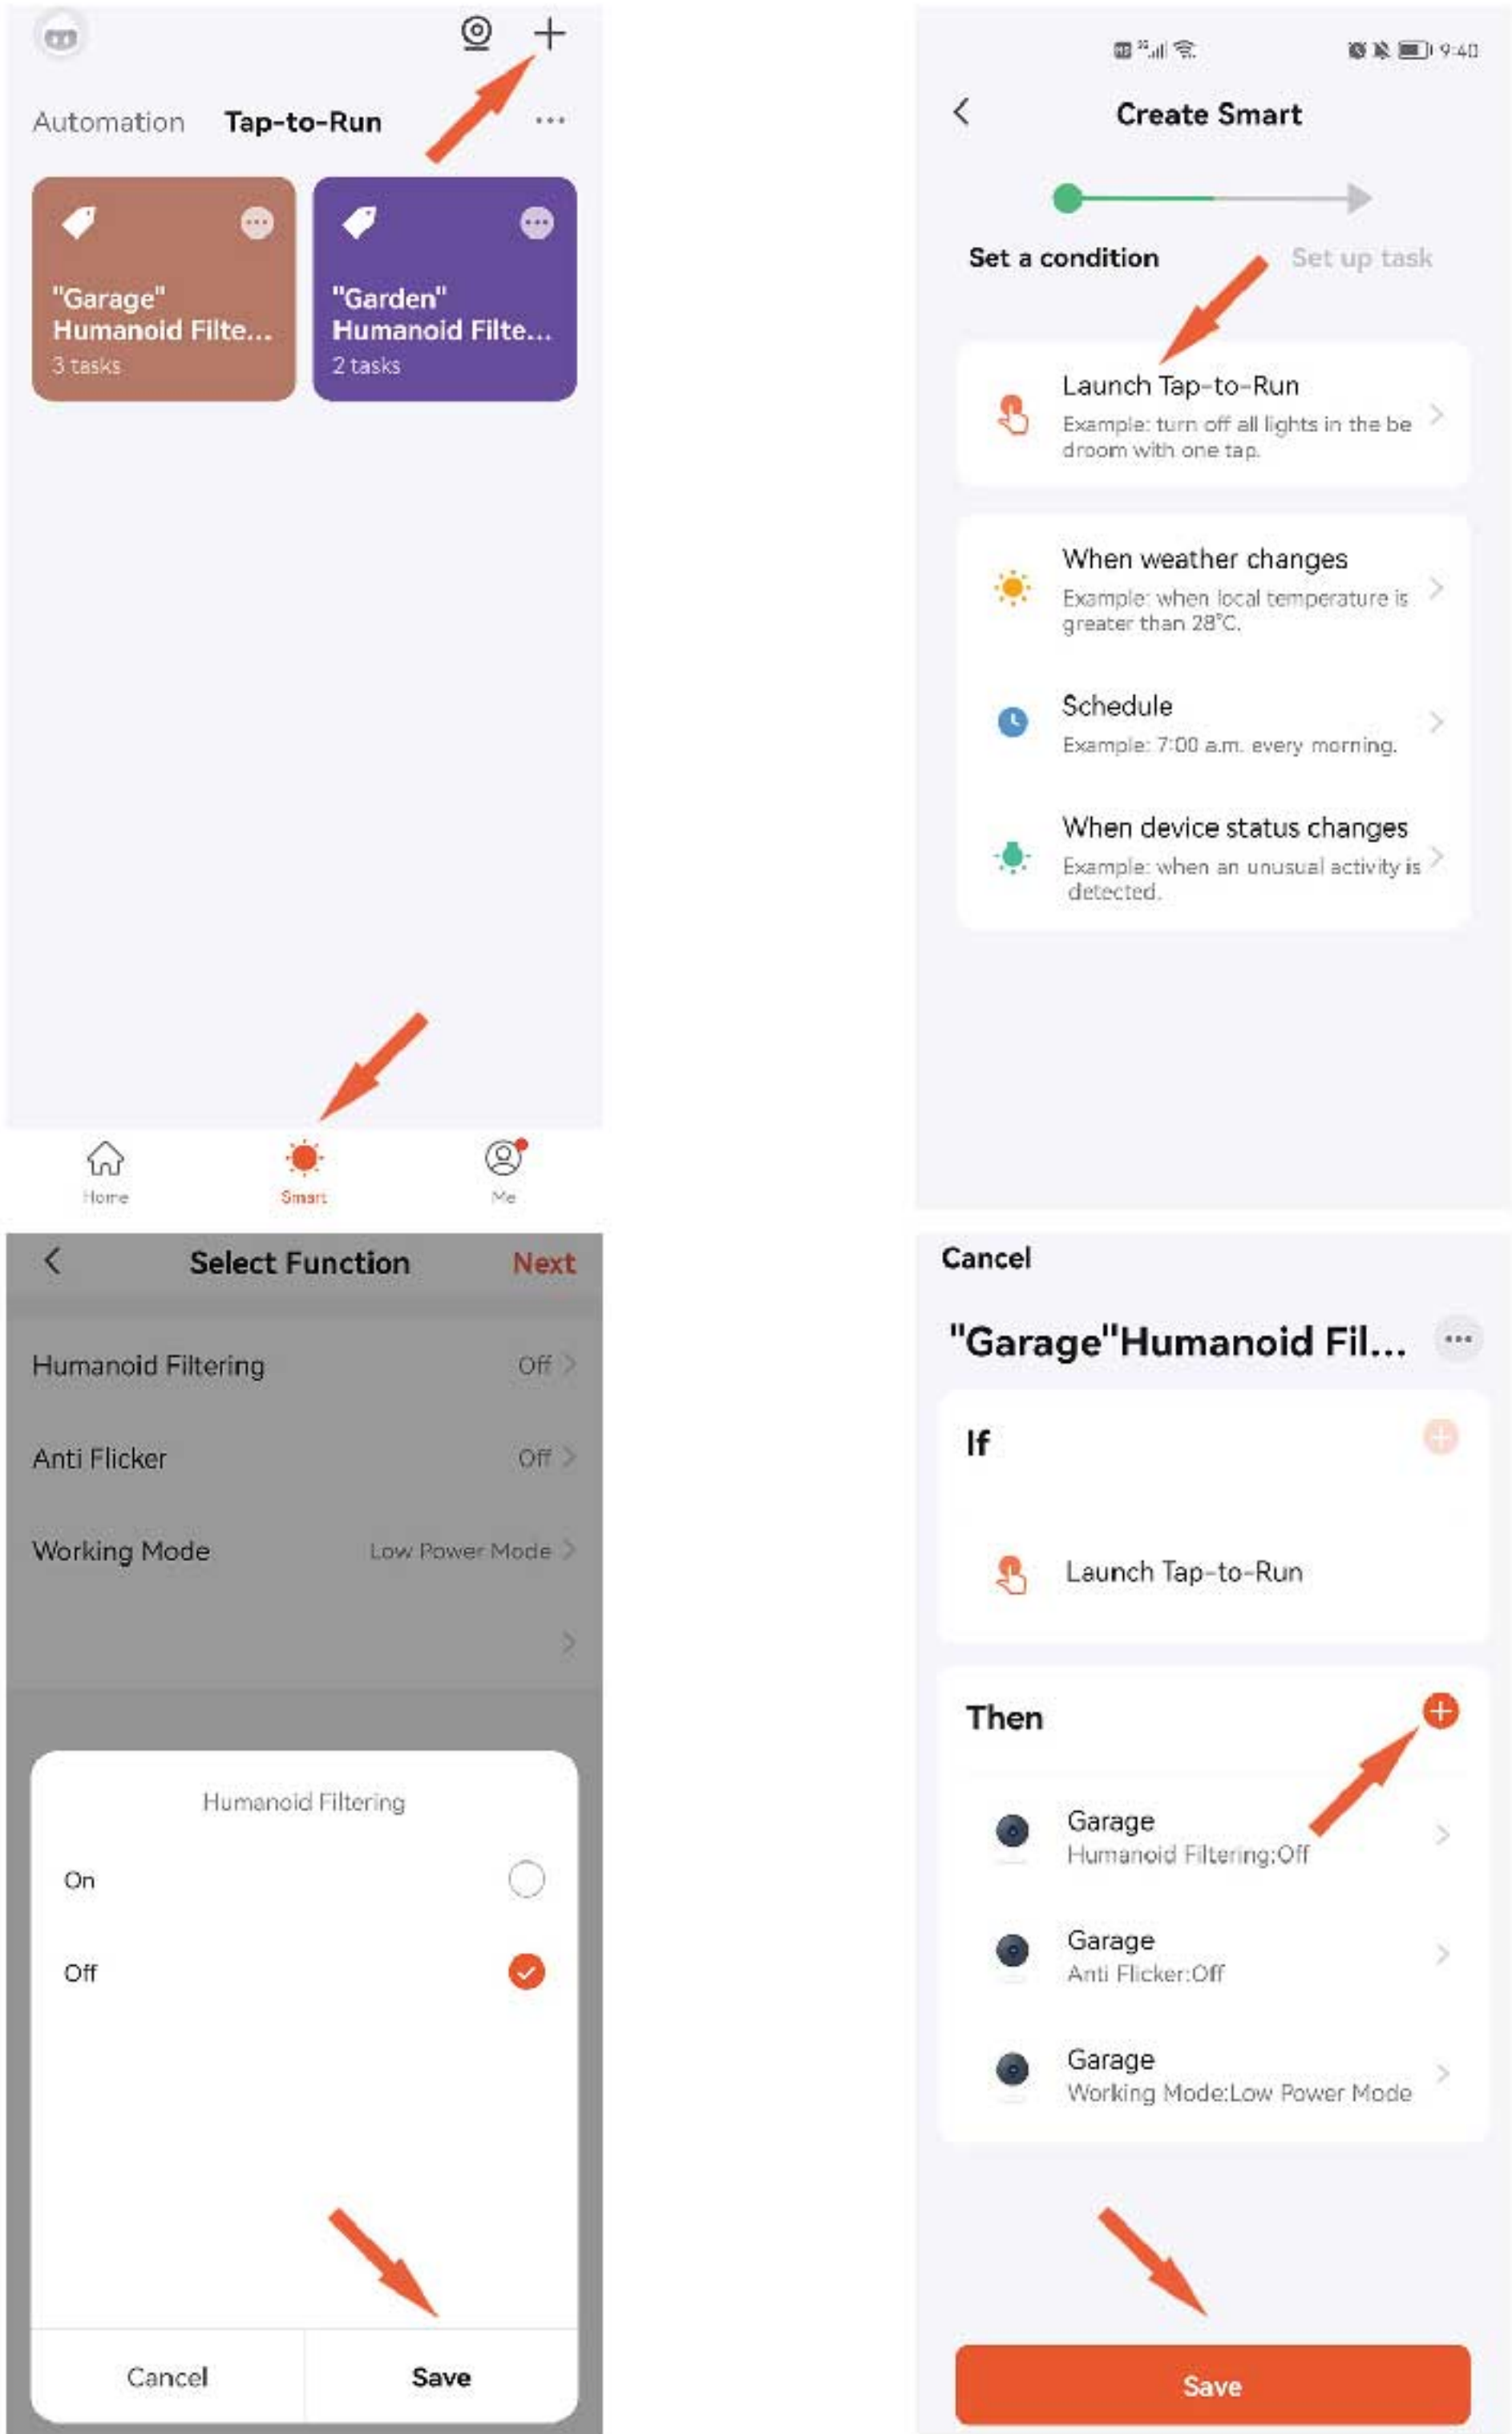 Automation Tap-to-Run
"Garage"
Humanoid Filte...
3 tasks
"Garden"
Humanoid Filte...
2 tasks
Home
Smart
Me
9:40
Create Smart
Set a condition
Set up task
Launch Tap-to-Run
Example: turn off all lights in the be
droom with one tap.
When weather changes
Example: when local temperature is
greater than 28°C.
Schedule
Example: 7:00 a.m. every morning.
When device status changes
Example: when an unusual activity is
detected.
Select Function
Next
Humanoid Filtering Off
Anti Flicker Off
Working Mode Low Power Mode
Humanoid Filtering
On
Off
Cancel
Save
Cancel
"Garage"Humanoid Fil...
If
Launch Tap-to-Run
Then
Garage
Humanoid Filtering:Off
Garage
Anti Flicker:Off
Garage
Working Mode:Low Power Mode
Save